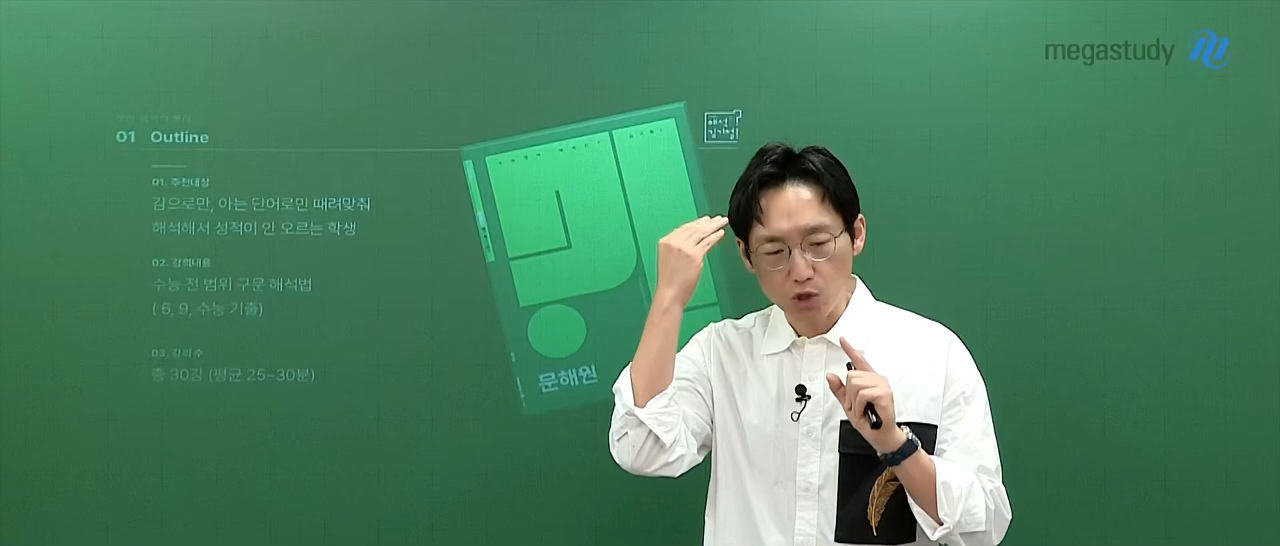 megastudy
01 Outline
01. 추천대상
감으로만, 아는 단어로만 때려맞춰
해석해서 성적이 안 오르는 학생
02. 강의내용
수능 전 범위 구문 해석법
( 6, 9, 수능 기출)
03. 강의 수
총 30강 (평균 25~30분)
문해원